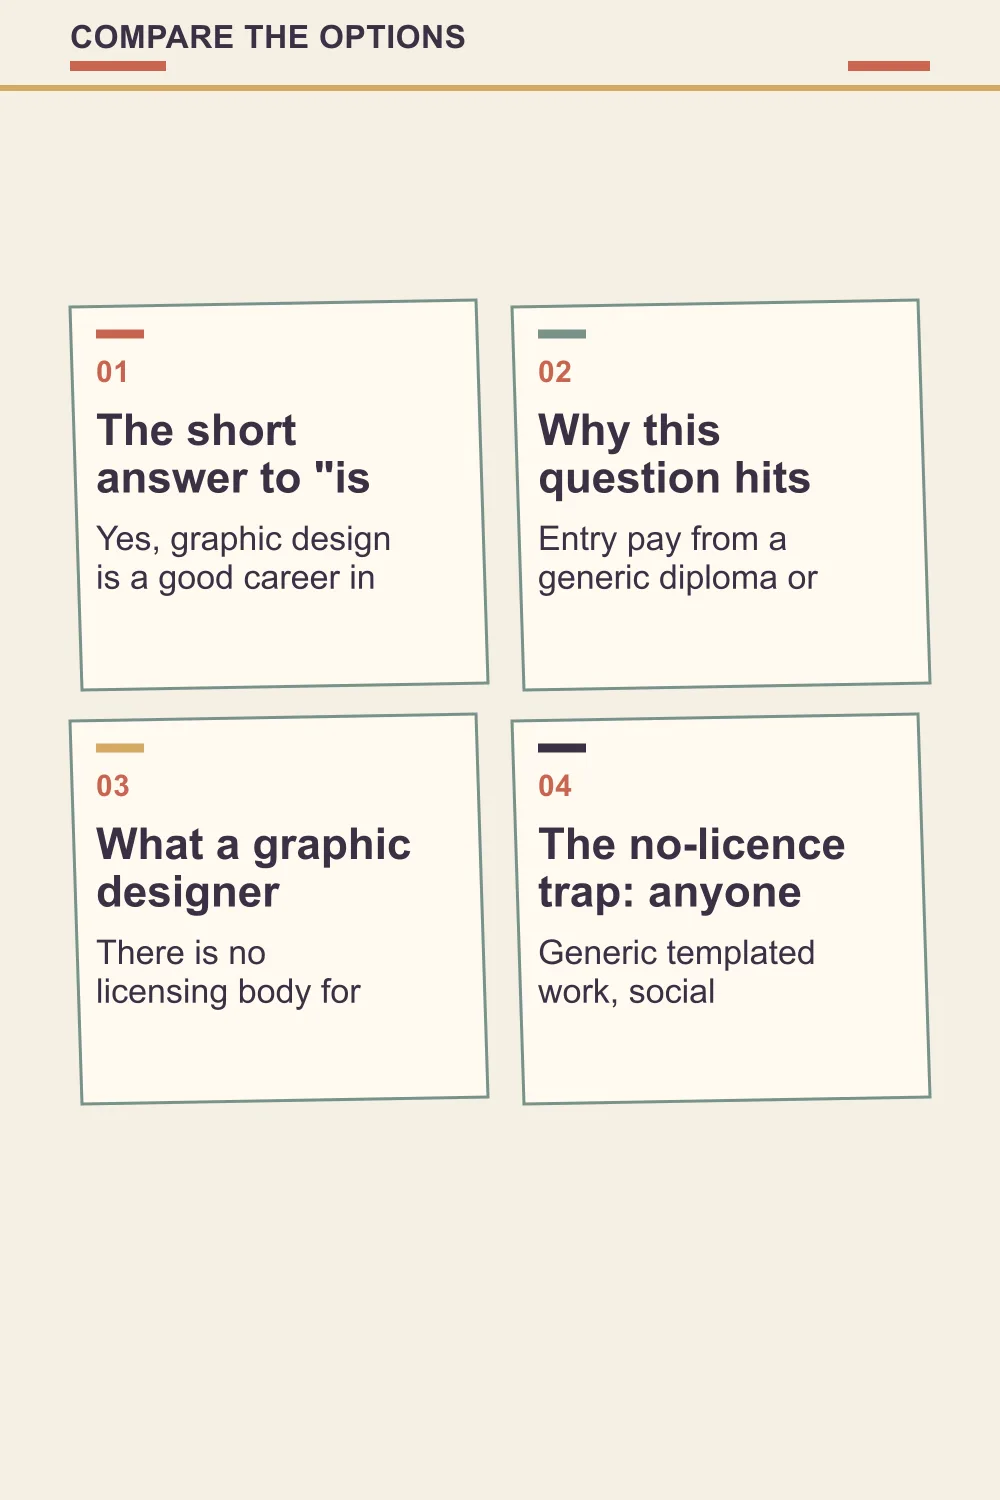 COMPARE THE OPTIONS
01
The short
answer to "is
Yes, graphic design
is a good career in
02
Why this
question hits
Entry pay from a
generic diploma or
03
What a graphic
designer
There is no
licensing body for
04
The no-licence
trap: anyone
Generic templated
work, social